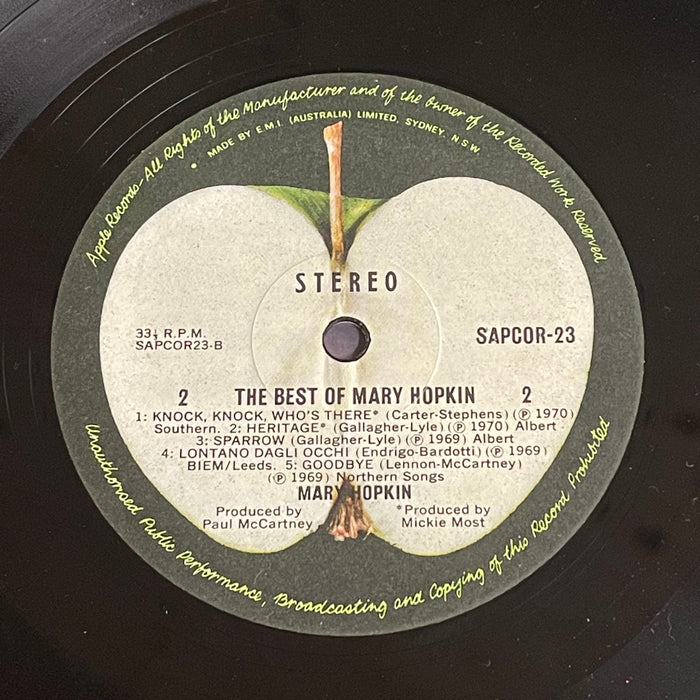 Apple Records-All Rights of the Manufacturer and of the Owner of the Recorded Work Reserved
• MADE BY E.M.I. (AUSTRALIA) LIMITED, SYDNEY, N.S.W.
STEREO
33⅓ R.P.M.
SAPCOR23-B
SAPCOR-23
2 THE BEST OF MARY HOPKIN 2
1: KNOCK, KNOCK, WHO'S THERE* (Carter-Stephens) (℗ 1970)
Southern. 2: HERITAGE* (Gallagher-Lyle) (℗ 1970) Albert
3: SPARROW (Gallagher-Lyle) (℗ 1969) Albert
4: LONTANO DAGLI OCCHI (Endrigo-Bardotti) (℗ 1969)
BIEM/Leeds. 5: GOODBYE (Lennon-McCartney)
(℗ 1969) Northern Songs
MARY HOPKIN
Produced by
Paul McCartney
*Produced by
Mickie Most
Unauthorised Public Performance, Broadcasting and Copying of this Record Prohibited